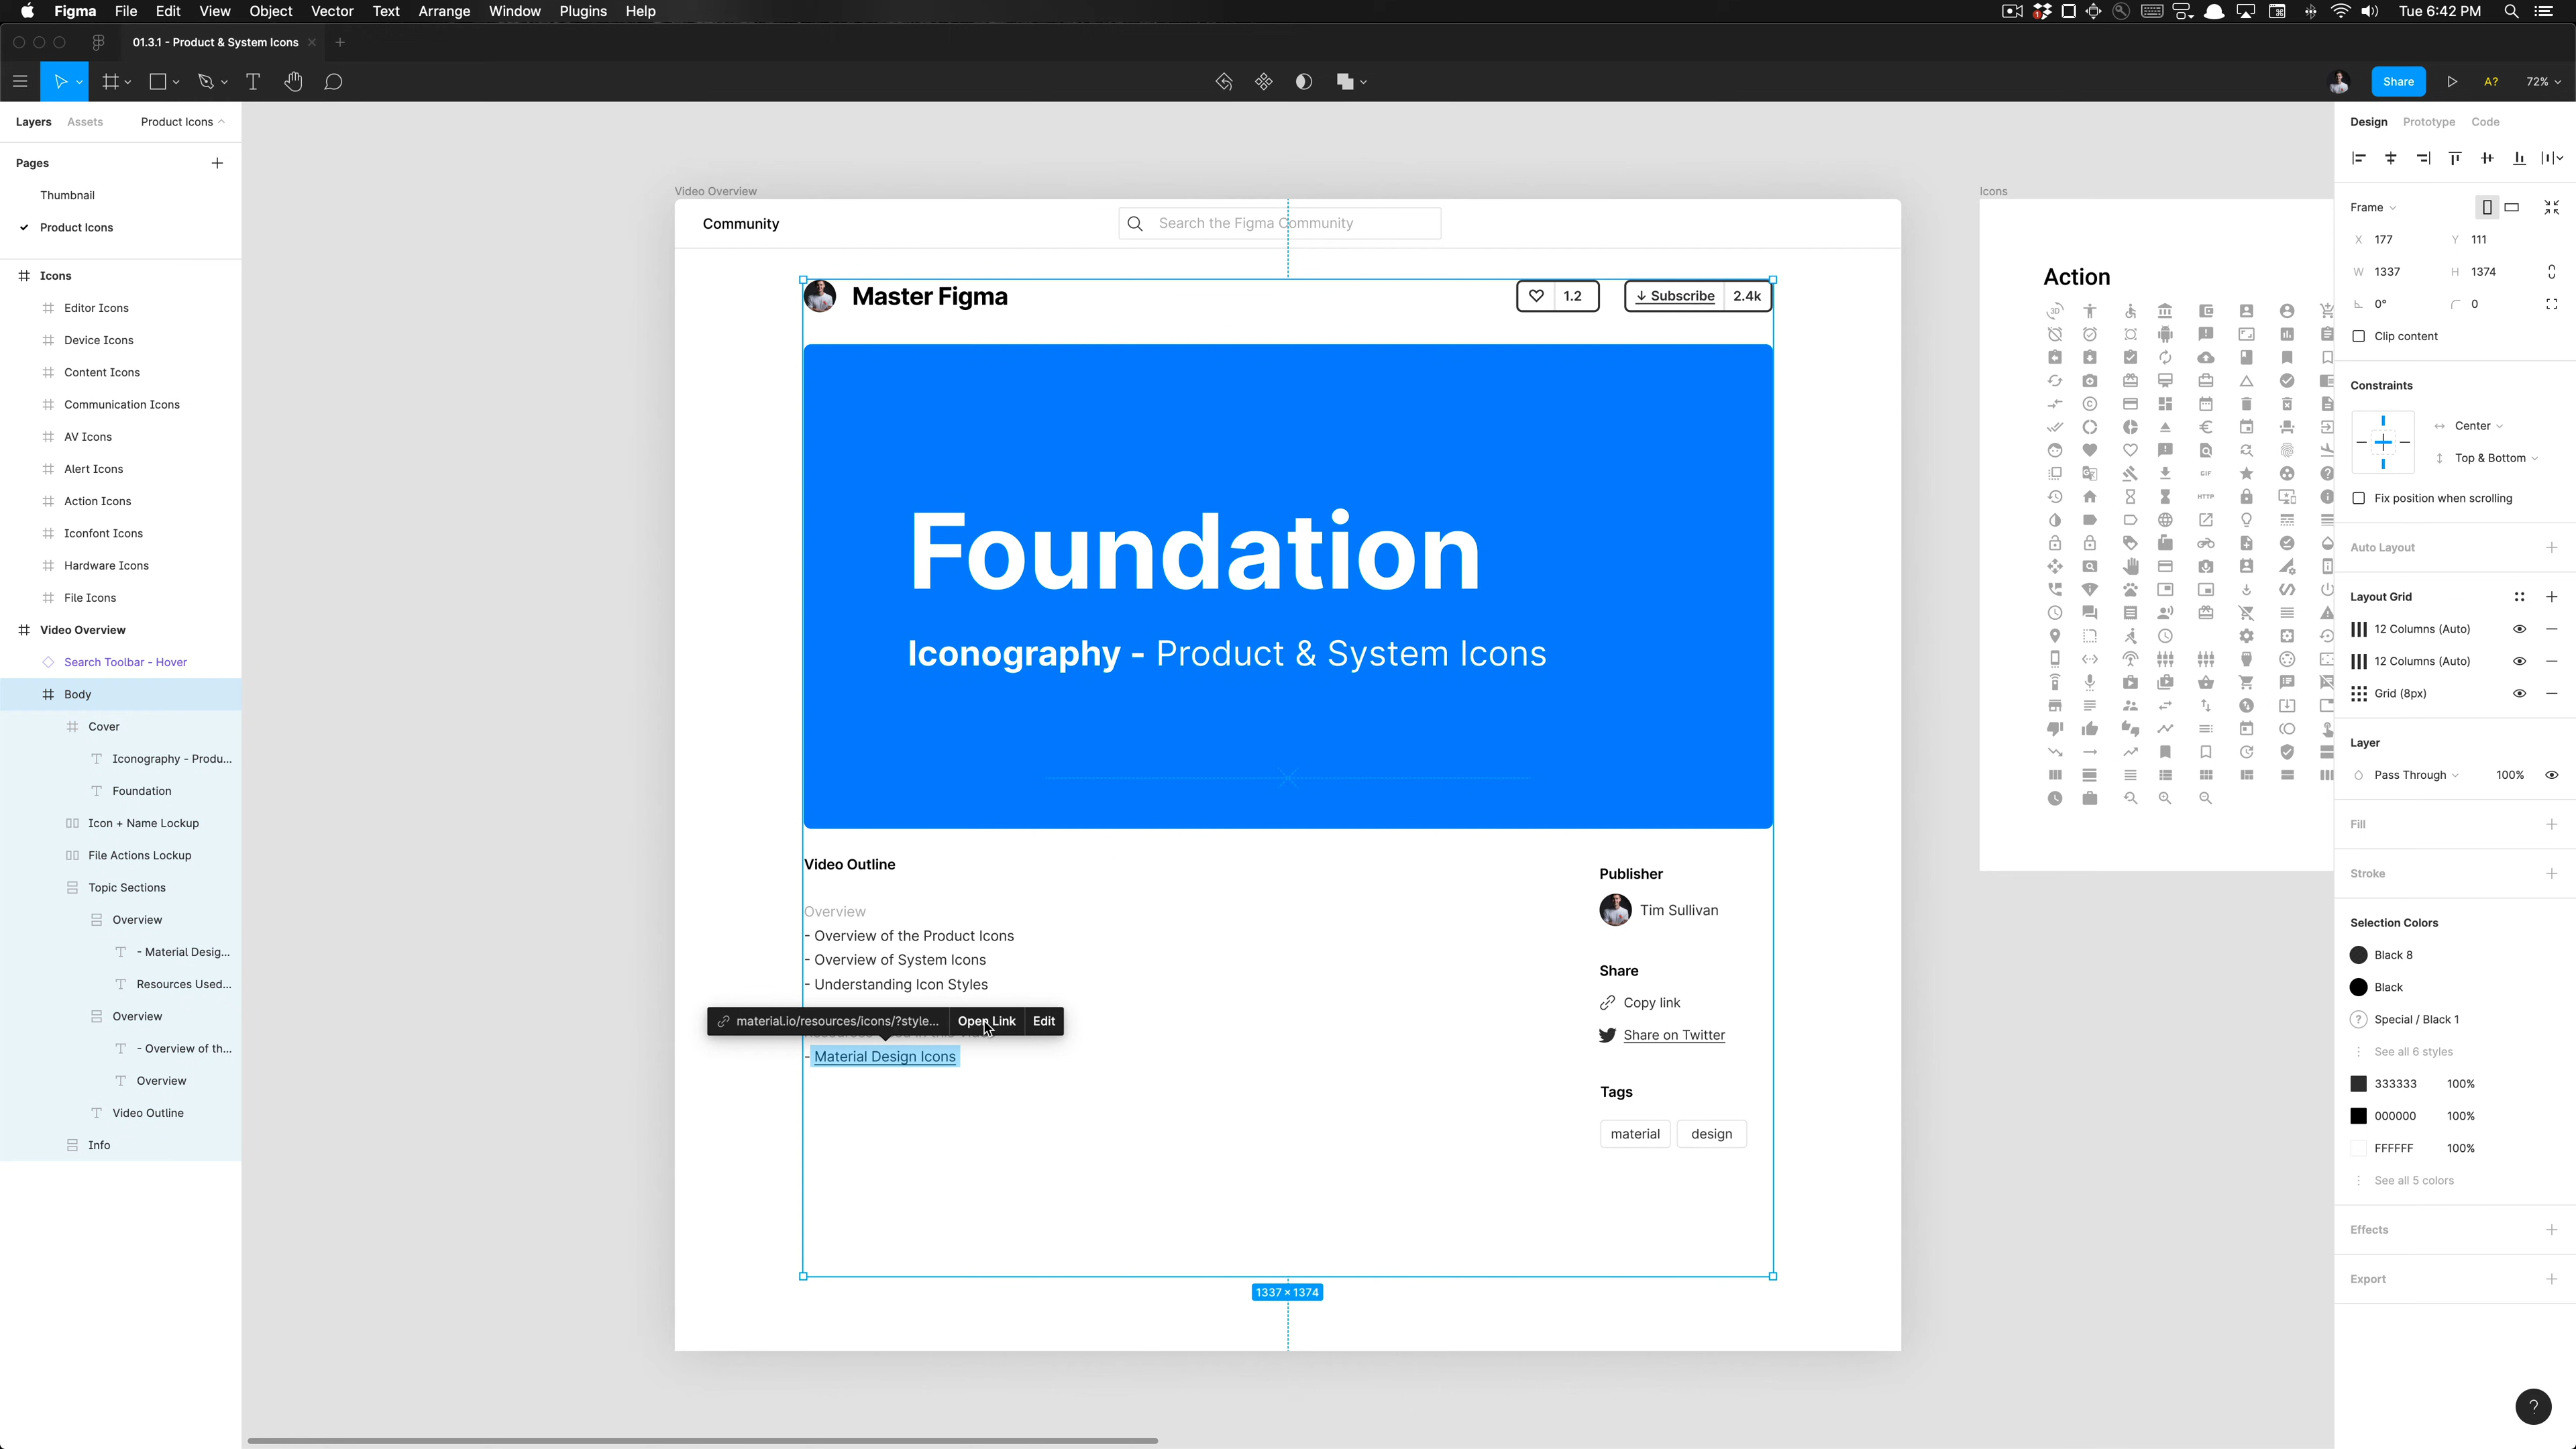 Figma File Edit View Object Vector Text Arrange Window Plugins Help
Tue 6:42 PM
01.3.1 - Product & System Icons
Share
A?
72%
Layers Assets Product Icons
Pages
Thumbnail
Product Icons
Icons
Editor Icons
Device Icons
Content Icons
Communication Icons
AV Icons
Alert Icons
Action Icons
Iconfont Icons
Hardware Icons
File Icons
Video Overview
Search Toolbar - Hover
Body
Cover
Iconography - Produ...
Foundation
Icon + Name Lockup
File Actions Lockup
Topic Sections
Overview
- Material Desig...
Resources Used...
Overview
- Overview of th...
Overview
Video Outline
Info
Video Overview
Community
Search the Figma Community
Master Figma
1.2
Subscribe 2.4k
Foundation
Iconography - Product & System Icons
Video Outline
Overview
- Overview of the Product Icons
- Overview of System Icons
- Understanding Icon Styles
material.io/resources/icons/?style... Open Link Edit
- Material Design Icons
Publisher
Tim Sullivan
Share
Copy link
Share on Twitter
Tags
material design
1337 × 1374
Icons
Action
3D
GIF
HTTP
Design Prototype Code
Frame
X 177 Y 111
W 1337 H 1374
0° 0
Clip content
Constraints
Center
Top & Bottom
Fix position when scrolling
Auto Layout
Layout Grid
12 Columns (Auto)
12 Columns (Auto)
Grid (8px)
Layer
Pass Through 100%
Fill
Stroke
Selection Colors
Black 8
Black
? Special / Black 1
See all 6 styles
333333 100%
000000 100%
FFFFFF 100%
See all 5 colors
Effects
Export
?